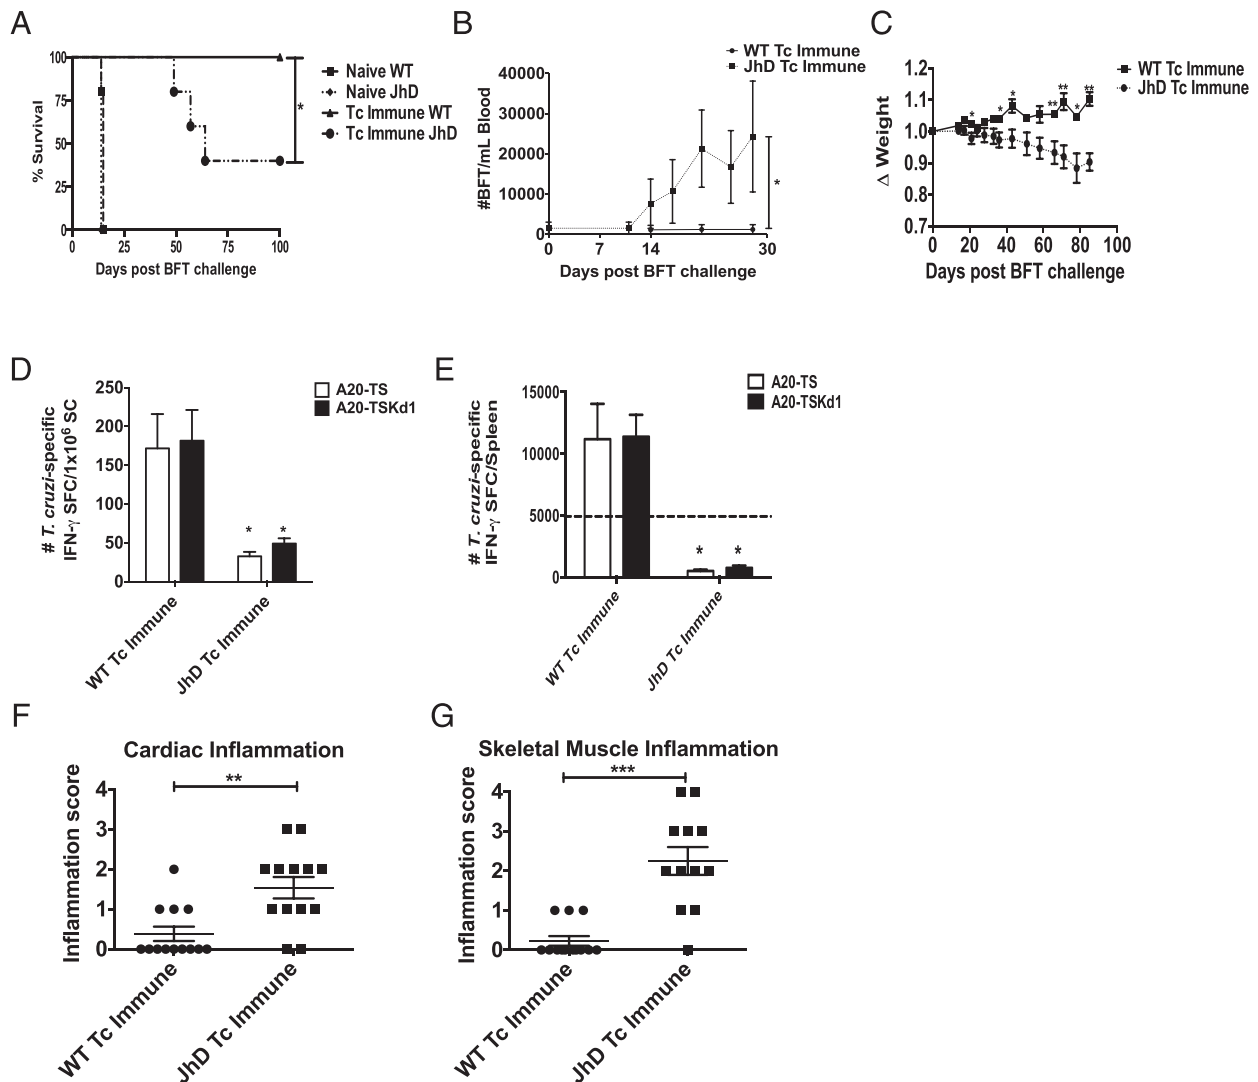 A
100
75
50
25
0
% Survival
0 25 50 75 100
Days post BFT challenge
Naive WT
Naive JhD
Tc Immune WT
Tc Immune JhD
*
B
WT Tc Immune
JhD Tc Immune
40000
30000
20000
10000
0
#BFT/mL Blood
0 7 14 30
Days post BFT challenge
*
C
WT Tc Immune
JhD Tc Immune
1.2
1.1
1.0
0.9
0.8
0.7
Δ Weight
* * * ** ** * **
0 20 40 60 80 100
Days post BFT challenge
D
A20-TS
A20-TSKd1
250
200
150
100
50
0
# T. cruzi-specific
IFN-γ SFC/1x10⁶ SC
* *
WT Tc Immune
JhD Tc Immune
E
A20-TS
A20-TSKd1
15000
10000
5000
0
# T. cruzi-specific
IFN-γ SFC/Spleen
* *
WT Tc Immune
JhD Tc Immune
F
Cardiac Inflammation
**
4
3
2
1
0
Inflammation score
WT Tc Immune
JhD Tc Immune
G
Skeletal Muscle Inflammation
***
4
3
2
1
0
Inflammation score
WT Tc Immune
JhD Tc Immune